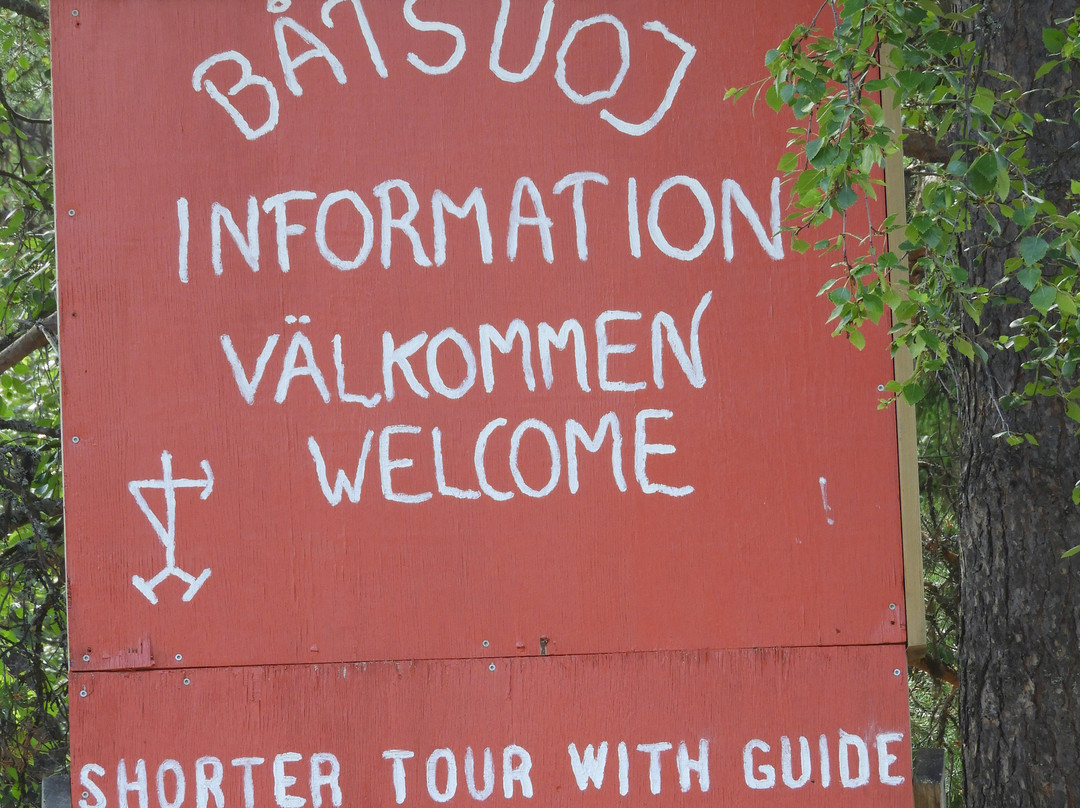 BÅTSUOJ
INFORMATION
VÄLKOMMEN
WELCOME
SHORTER TOUR WITH GUIDE